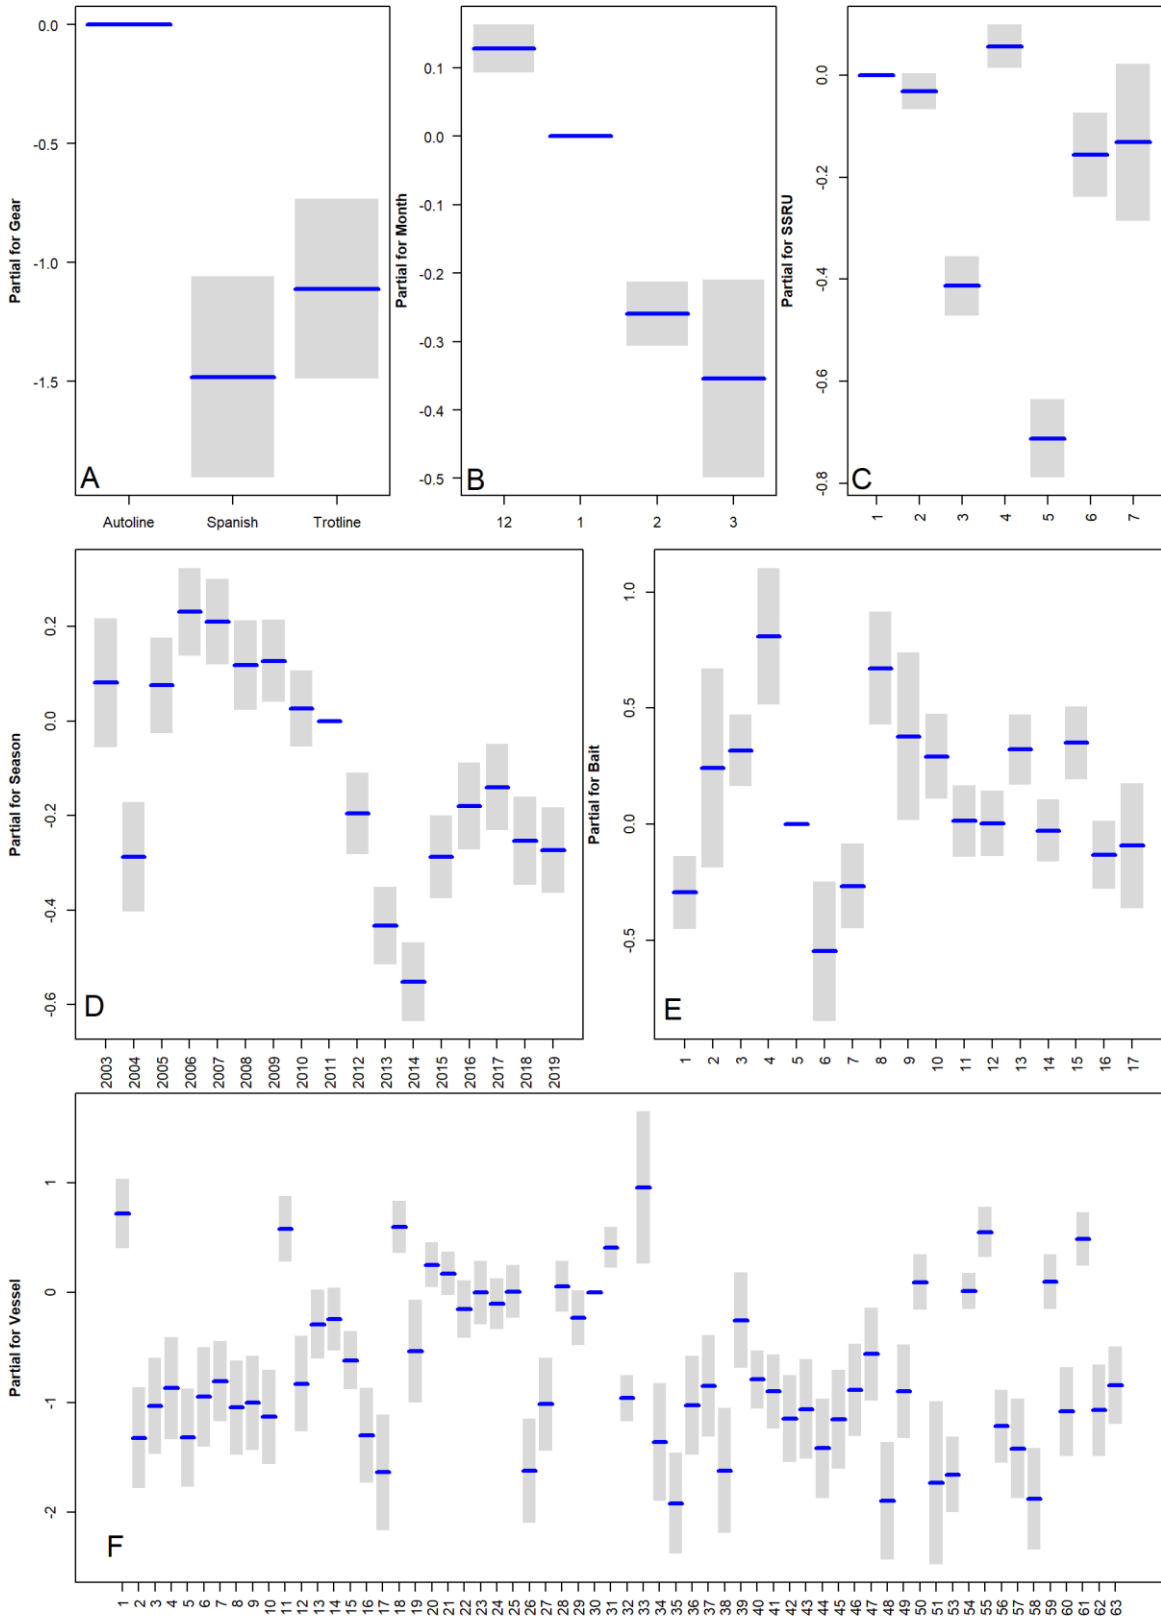 Partial for Gear
0.0
-0.5
-1.0
-1.5
A
Autoline Spanish Trotline
Partial for Month
0.1
0.0
-0.1
-0.2
-0.3
-0.4
-0.5
B
12 1 2 3
Partial for SSRU
0.0
-0.2
-0.4
-0.6
-0.8
C
1 2 3 4 5 6 7
Partial for Season
0.2
0.0
-0.2
-0.4
-0.6
D
2003 2004 2005 2006 2007 2008 2009 2010 2011 2012 2013 2014 2015 2016 2017 2018 2019
Partial for Bait
1.0
0.5
0.0
-0.5
E
1 2 3 4 5 6 7 8 9 10 11 12 13 14 15 16 17
Partial for Vessel
1
0
-1
-2
F
1 2 3 4 5 6 7 8 9 10 11 12 13 14 15 16 17 18 19 20 21 22 23 24 25 26 27 28 29 30 31 32 33 34 35 36 37 38 39 40 41 42 43 44 45 46 47 48 49 50 51 53 54 55 56 57 58 59 60 61 62 63